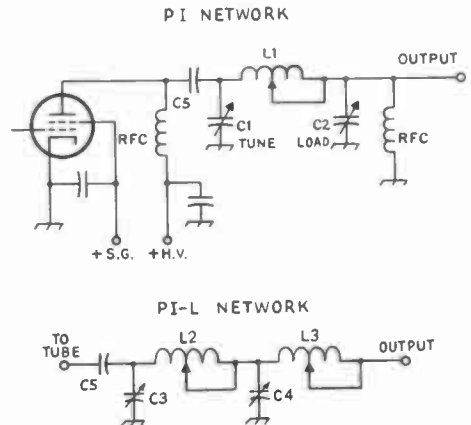 PI NETWORK
L1
OUTPUT
C5
RFC
C1
TUNE
C2
LOAD
RFC
+S.G.
+H.V.
PI-L NETWORK
TO
TUBE
L2
L3
OUTPUT
C5
C3
C4